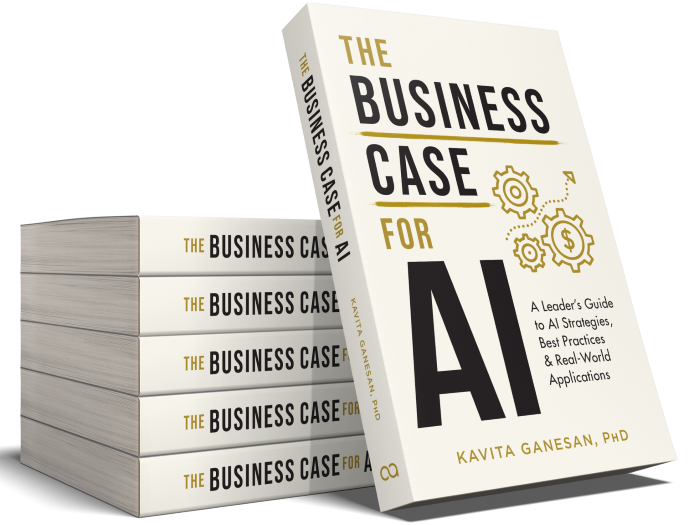 THE
BUSINESS
CASE
FOR
AI
$
A Leader's Guide
to AI Strategies,
Best Practices
& Real-World
Applications
KAVITA GANESAN, PHD
THE BUSINESS CASE FOR AI
KAVITA GANESAN, PHD
THE BUSINESS CAS
THE BUSINESS CASE
THE BUSINESS CASE F
THE BUSINESS CASE FOR
THE BUSINESS CASE FOR A